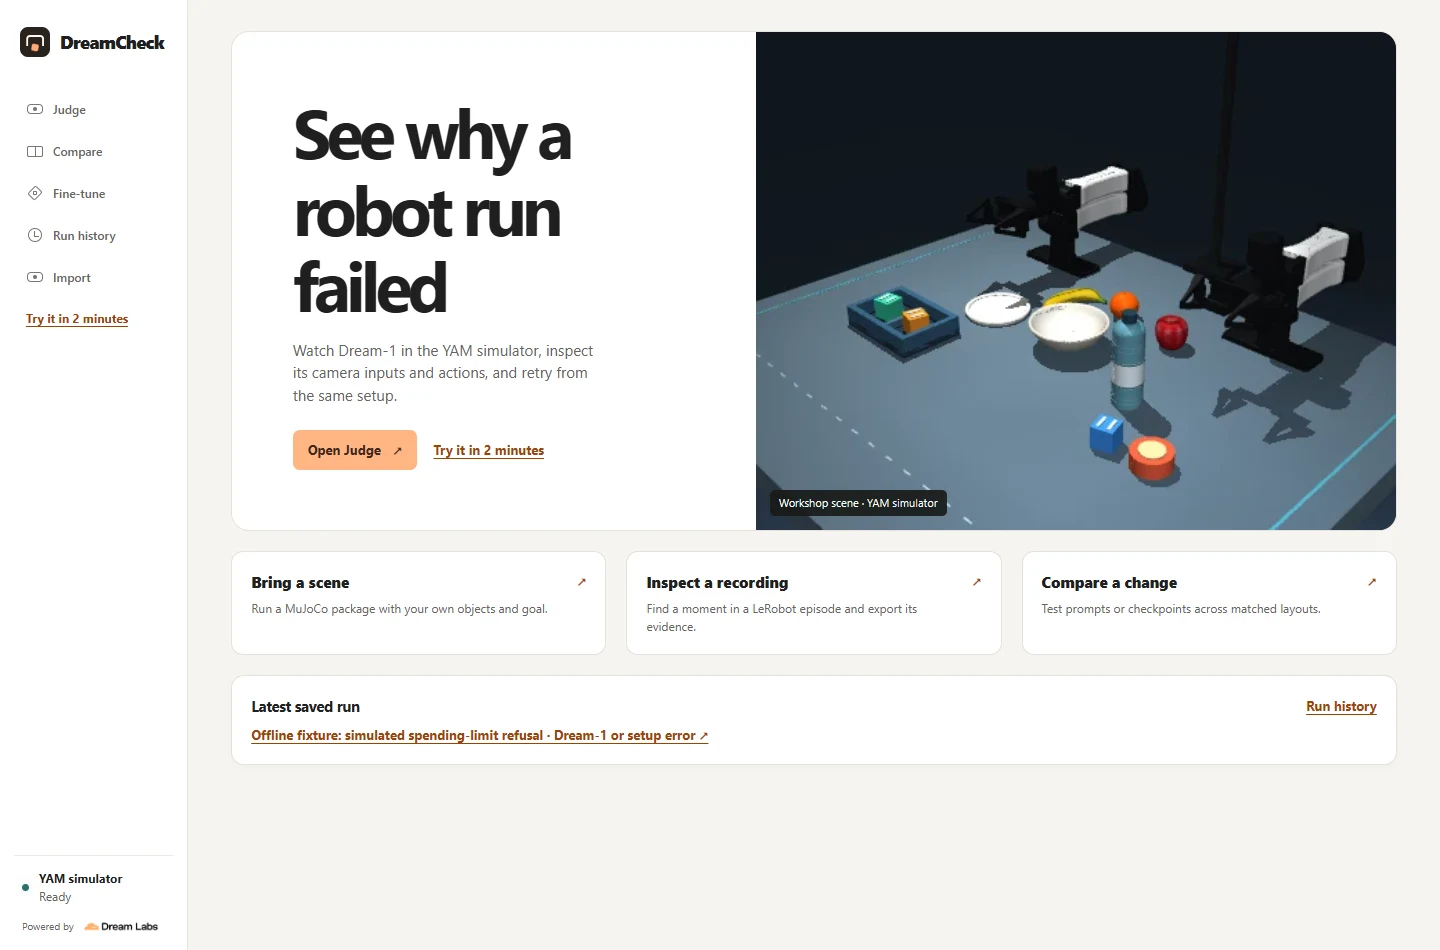 DreamCheck
Judge
Compare
Fine-tune
Run history
Import
Try it in 2 minutes
See why a
robot run
failed
Watch Dream-1 in the YAM simulator, inspect
its camera inputs and actions, and retry from
the same setup.
Open Judge ↗
Try it in 2 minutes
Workshop scene · YAM simulator
Bring a scene ↗
Run a MuJoCo package with your own objects and goal.
Inspect a recording ↗
Find a moment in a LeRobot episode and export its
evidence.
Compare a change ↗
Test prompts or checkpoints across matched layouts.
Latest saved run
Run history
Offline fixture: simulated spending-limit refusal · Dream-1 or setup error ↗
YAM simulator
Ready
Powered by Dream Labs